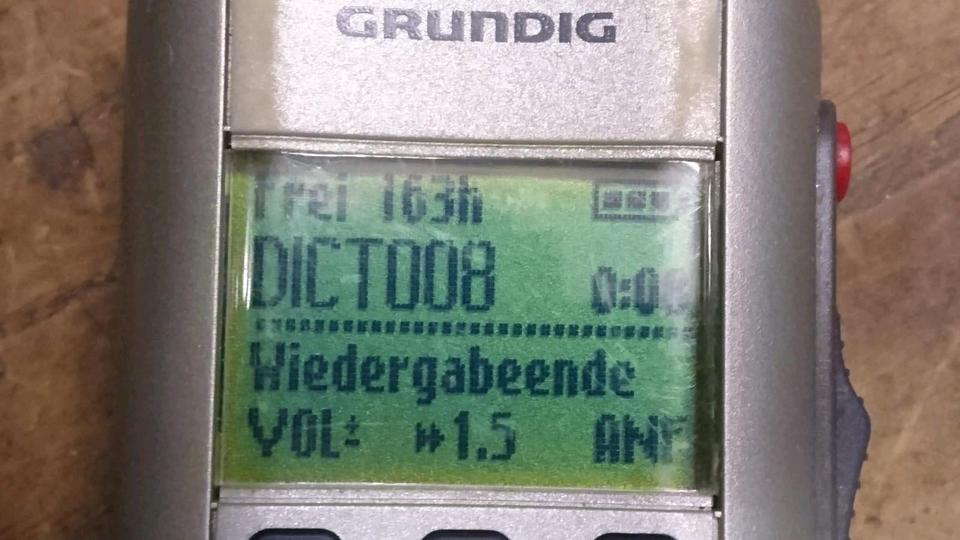 GRUNDIG
frei 163h
DICT008
Wiedergabeende
VOL± ⏩1.5